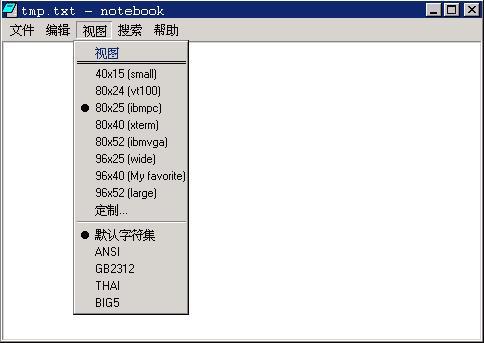 tmp.txt - notebook
文件 编辑 视图 搜索 帮助
视图
40x15 (small)
80x24 (vt100)
80x25 (ibmpc)
80x40 (xterm)
80x52 (ibmvga)
96x25 (wide)
96x40 (My favorite)
96x52 (large)
定制...
默认字符集
ANSI
GB2312
THAI
BIG5